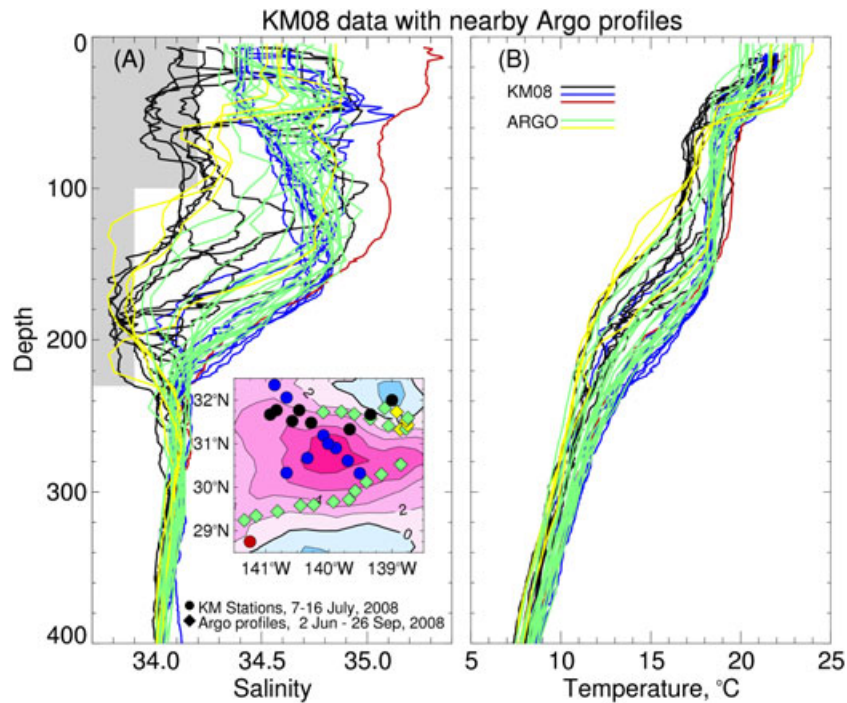 KM08 data with nearby Argo profiles
(A)
(B)
KM08
ARGO
0
100
200
300
400
Depth
34.0
34.5
35.0
Salinity
5
10
15
20
25
Temperature, °C
32°N
31°N
30°N
29°N
141°W
140°W
139°W
2
0
4
2
0
KM Stations, 7-16 July, 2008
Argo profiles, 2 Jun - 26 Sep, 2008